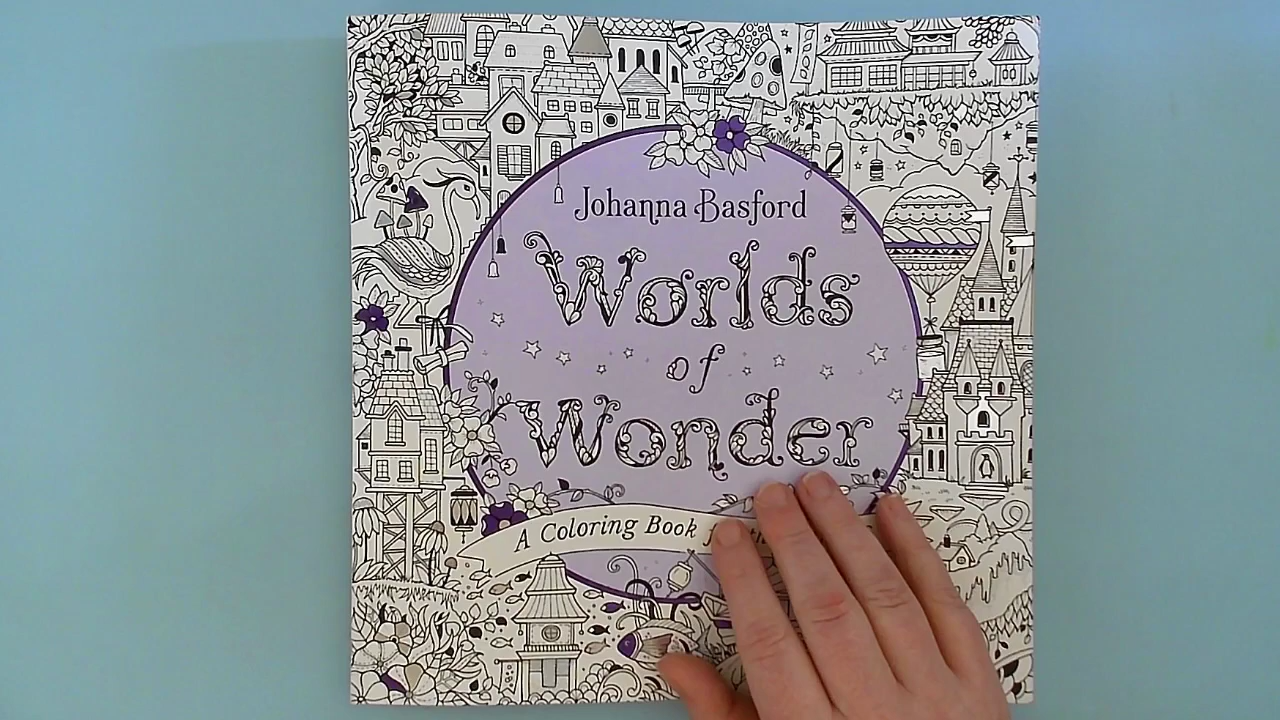 Johanna Basford
Worlds
of
Wonder
A Coloring Book